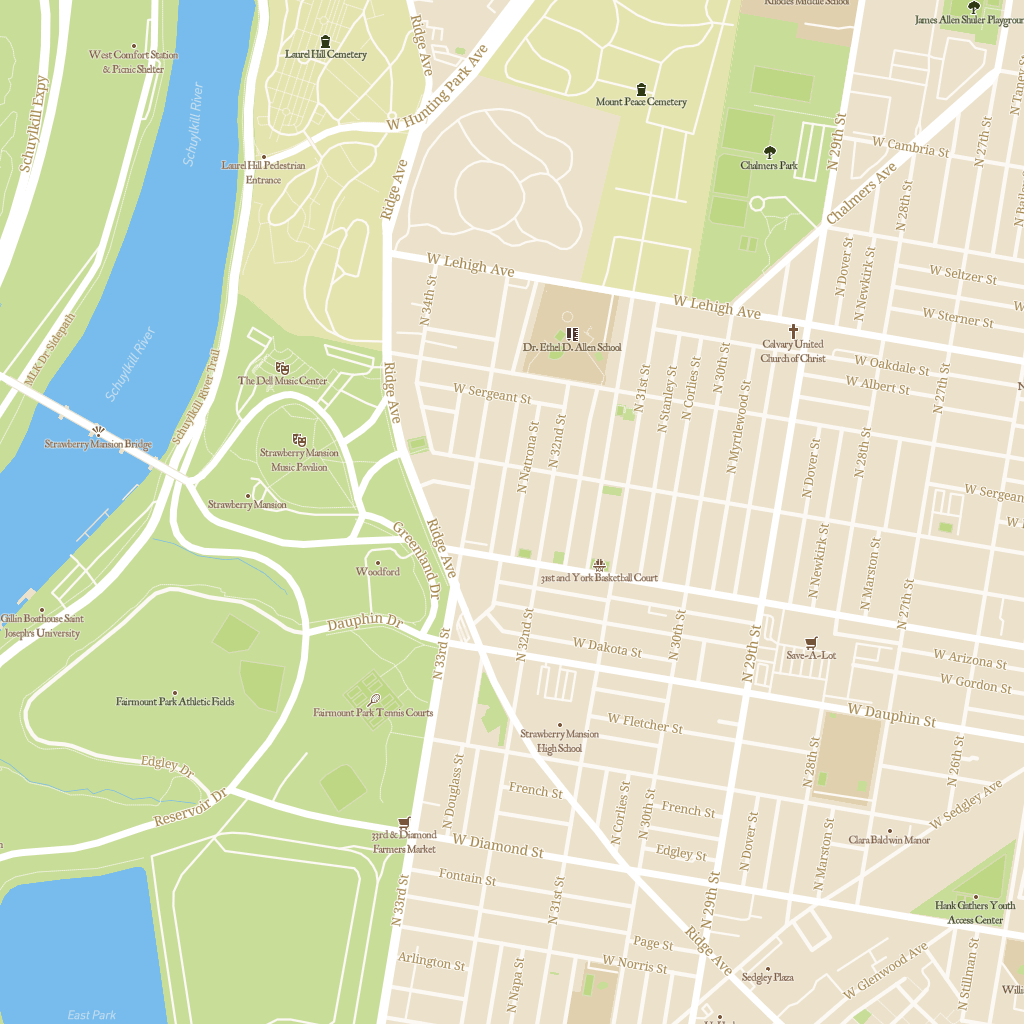 Rhodes Middle School
James Allen Shuler Playground
Ridge Ave
Laurel Hill Cemetery
West Comfort Station
& Picnic Shelter
W Hunting Park Ave
Mount Peace Cemetery
N Taney St
Schuylkill Expy
Schuylkill River
N 29th St
W Cambria St
N 27th St
Chalmers Park
Laurel Hill Pedestrian
Entrance
Ridge Ave
Chalmers Ave
N 28th St
W Lehigh Ave
N Dover St
N Newkirk St
W Seltzer St
N 34th St
W Lehigh Ave
W Sterner St
MLK Dr Sidepath
Schuylkill River
Dr. Ethel D. Allen School
Calvary United
Church of Christ
W Oakdale St
The Dell Music Center
Ridge Ave
W Sergeant St
N 31st St
N Stanley St
N Corlies St
N 30th St
W Albert St
N 27th St
Schuylkill River Trail
Strawberry Mansion Bridge
Strawberry Mansion
Music Pavilion
N Natrona St
N 32nd St
N Myrtlewood St
N Dover St
N 28th St
Strawberry Mansion
W Sergeant
Greenland Dr
Ridge Ave
Woodford
31st and York Basketball Court
N Newkirk St
N Marston St
N 27th St
Gillin Boathouse Saint
Joseph's University
Dauphin Dr
N 33rd St
N 32nd St
W Dakota St
N 30th St
N 29th St
Save-A-Lot
W Arizona St
W Gordon St
Fairmount Park Athletic Fields
Fairmount Park Tennis Courts
W Fletcher St
W Dauphin St
Strawberry Mansion
High School
Edgley Dr
N Douglass St
N 28th St
N 26th St
French St
N Corlies St
N 30th St
French St
W Sedgley Ave
Reservoir Dr
33rd & Diamond
Farmers Market
W Diamond St
Edgley St
N Dover St
N Marston St
Clara Baldwin Manor
Fontain St
N 33rd St
N 31st St
N 29th St
Hank Gathers Youth
Access Center
Arlington St
Page St
W Norris St
Ridge Ave
N Napa St
Sedgley Plaza
W Glenwood Ave
N Stillman St
East Park